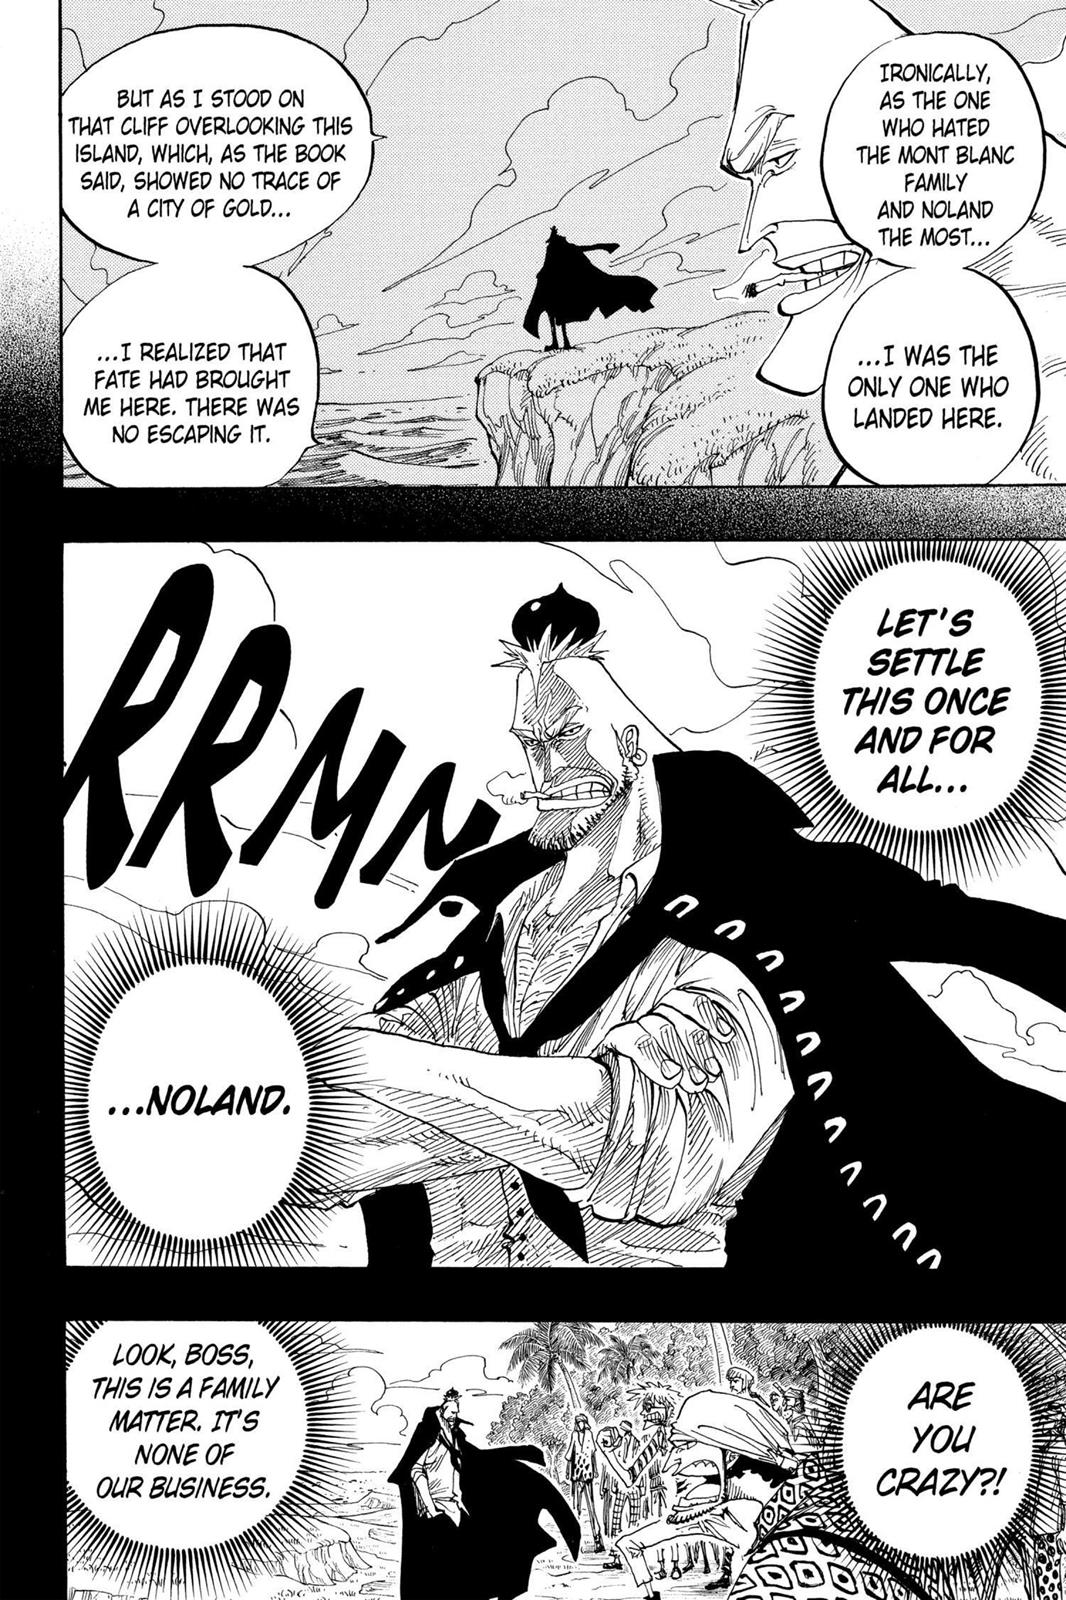 IRONICALLY,
AS THE ONE
WHO HATED
THE MONT BLANC
FAMILY
AND NOLAND
THE MOST...
...I WAS THE
ONLY ONE WHO
LANDED HERE.
BUT AS I STOOD ON
THAT CLIFF OVERLOOKING THIS
ISLAND, WHICH, AS THE BOOK
SAID, SHOWED NO TRACE OF
A CITY OF GOLD...
...I REALIZED THAT
FATE HAD BROUGHT
ME HERE. THERE WAS
NO ESCAPING IT.
LET'S
SETTLE
THIS ONCE
AND FOR
ALL...
RRMM
...NOLAND.
ARE
YOU
CRAZY?!
LOOK, BOSS,
THIS IS A FAMILY
MATTER. IT'S
NONE OF
OUR BUSINESS.